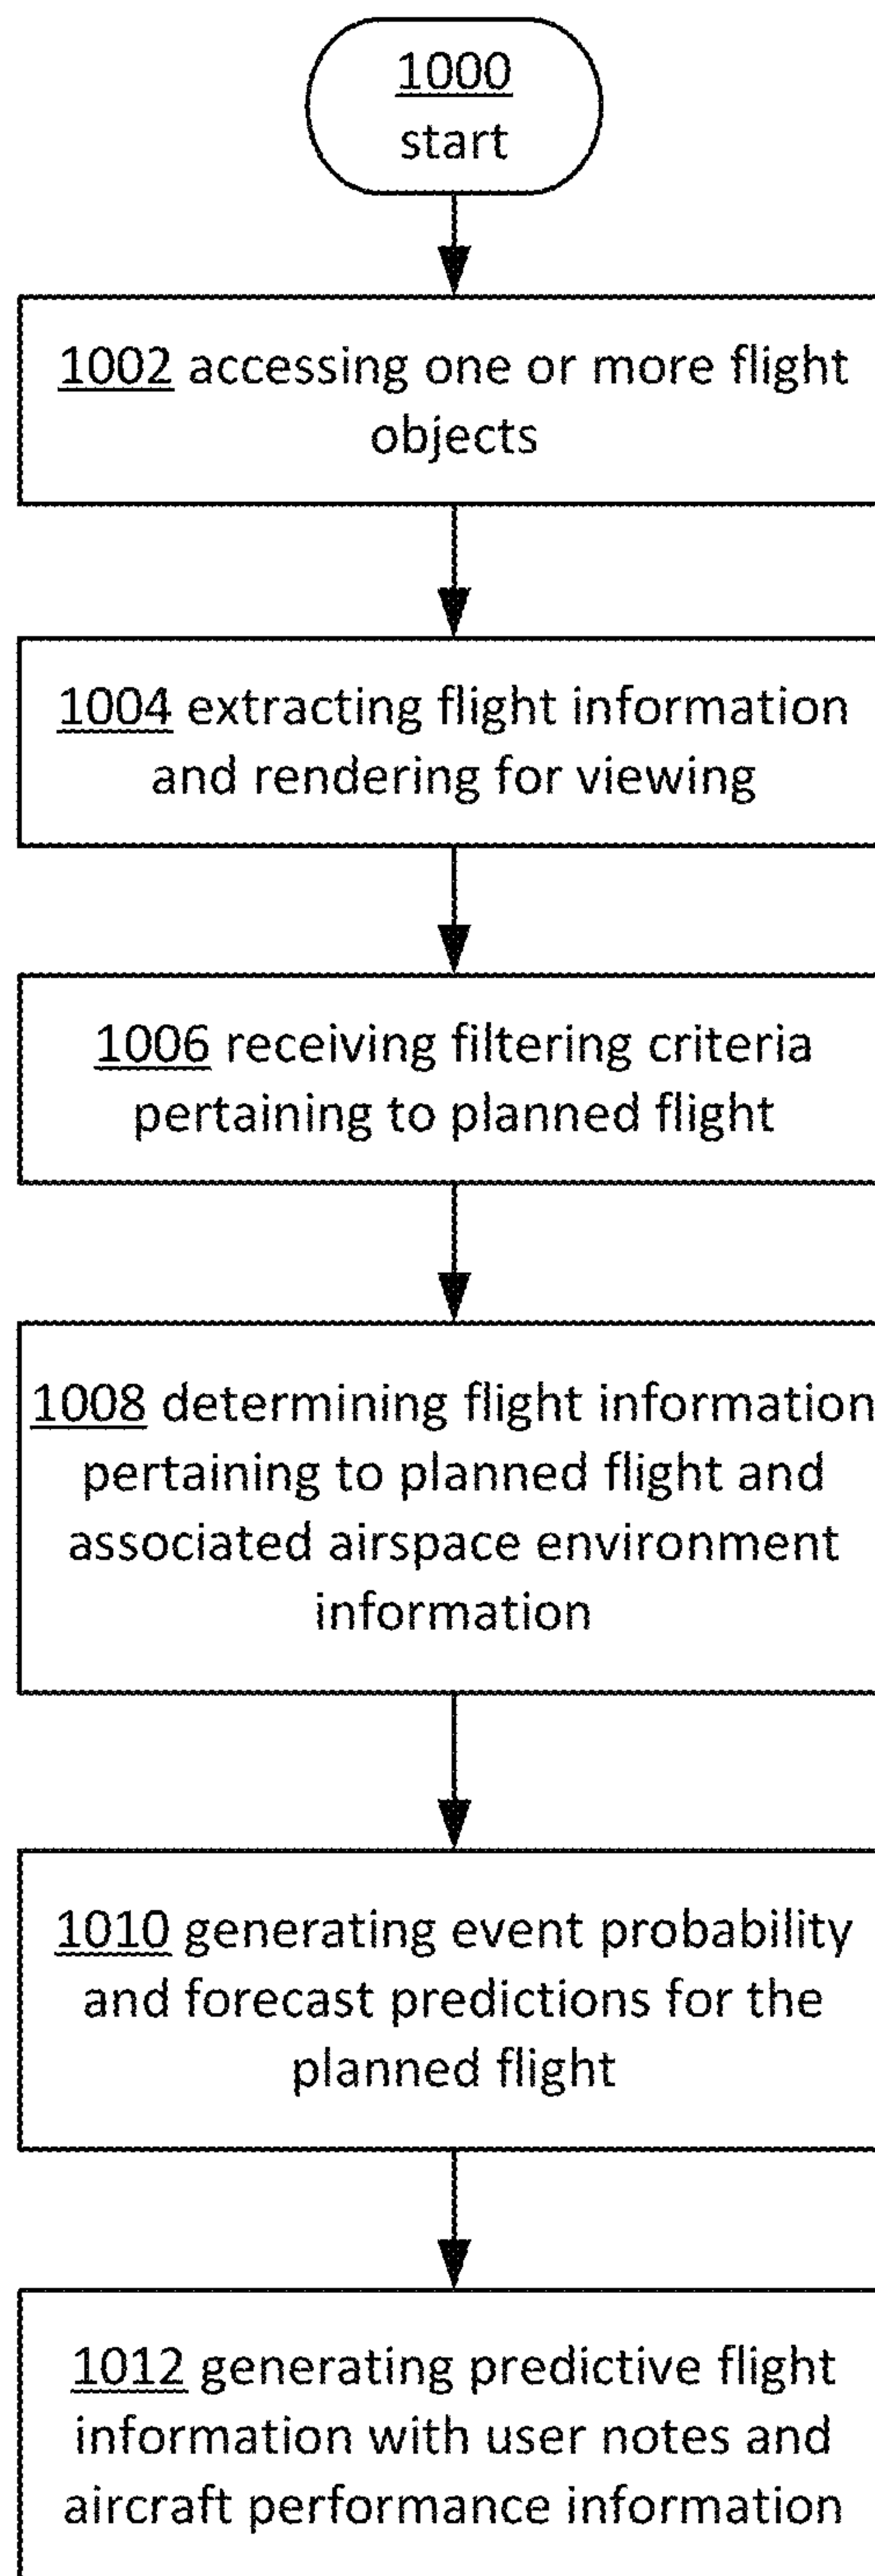 1000
start
1002 accessing one or more flight
objects
1004 extracting flight information
and rendering for viewing
1006 receiving filtering criteria
pertaining to planned flight
1008 determining flight information
pertaining to planned flight and
associated airspace environment
information
1010 generating event probability
and forecast predictions for the
planned flight
1012 generating predictive flight
information with user notes and
aircraft performance information